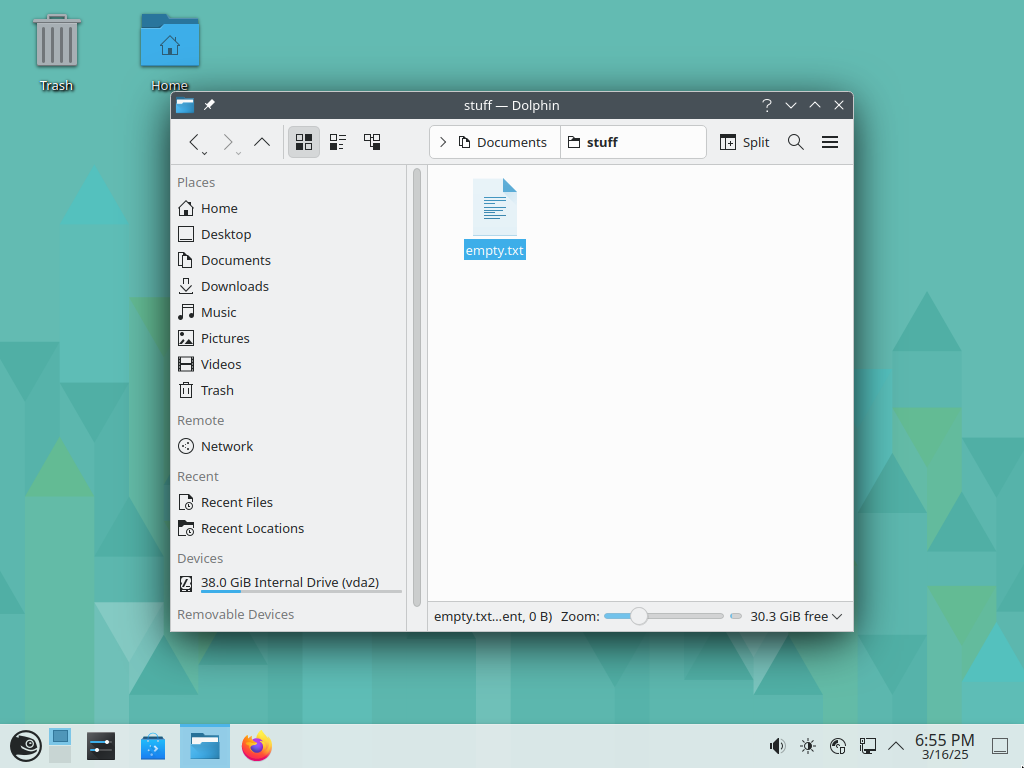 Trash
Home
stuff — Dolphin
Documents
stuff
Split
Places
Home
Desktop
Documents
Downloads
Music
Pictures
Videos
Trash
Remote
Network
Recent
Recent Files
Recent Locations
Devices
38.0 GiB Internal Drive (vda2)
Removable Devices
empty.txt
empty.txt...ent, 0 B)
Zoom:
30.3 GiB free
6:55 PM
3/16/25